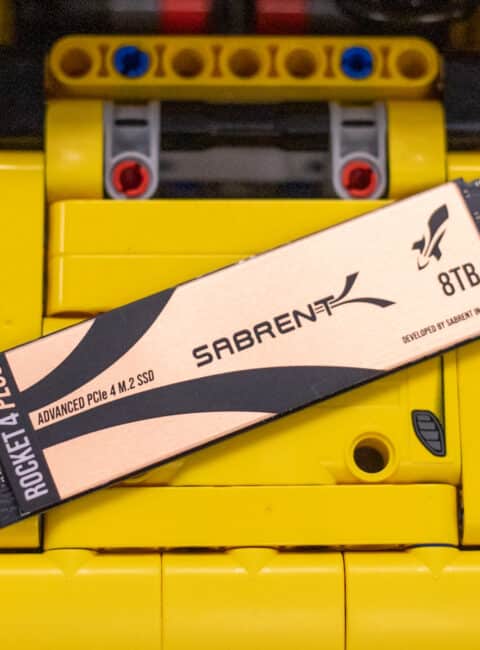 SABRENT
8TB
DEVELOPED BY SABRENT IN
ADVANCED PCIe 4 M.2 SSD
ROCKET 4 PLUS